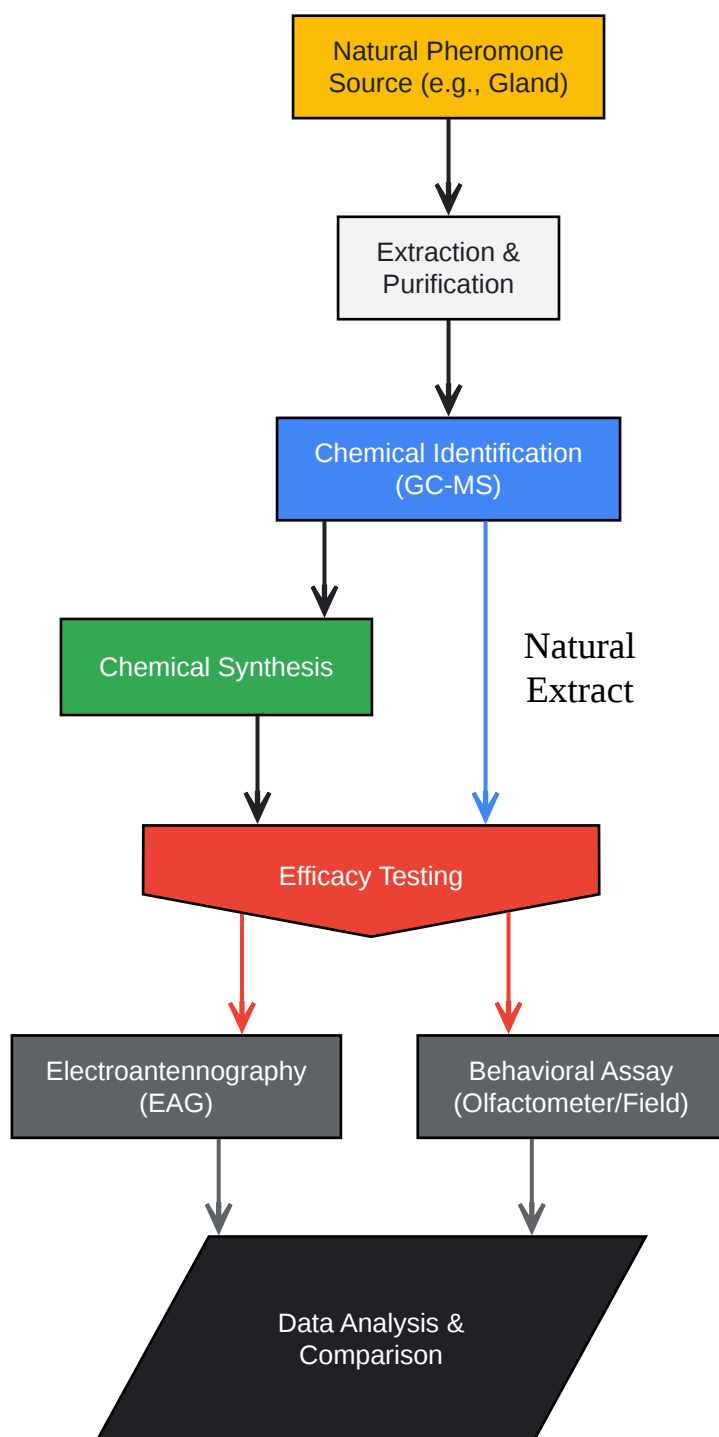 Natural Pheromone
Source (e.g., Gland)
Extraction &
Purification
Chemical Identification
(GC-MS)
Chemical Synthesis
Natural
Extract
Efficacy Testing
Electroantennography
(EAG)
Behavioral Assay
(Olfactometer/Field)
Data Analysis &
Comparison